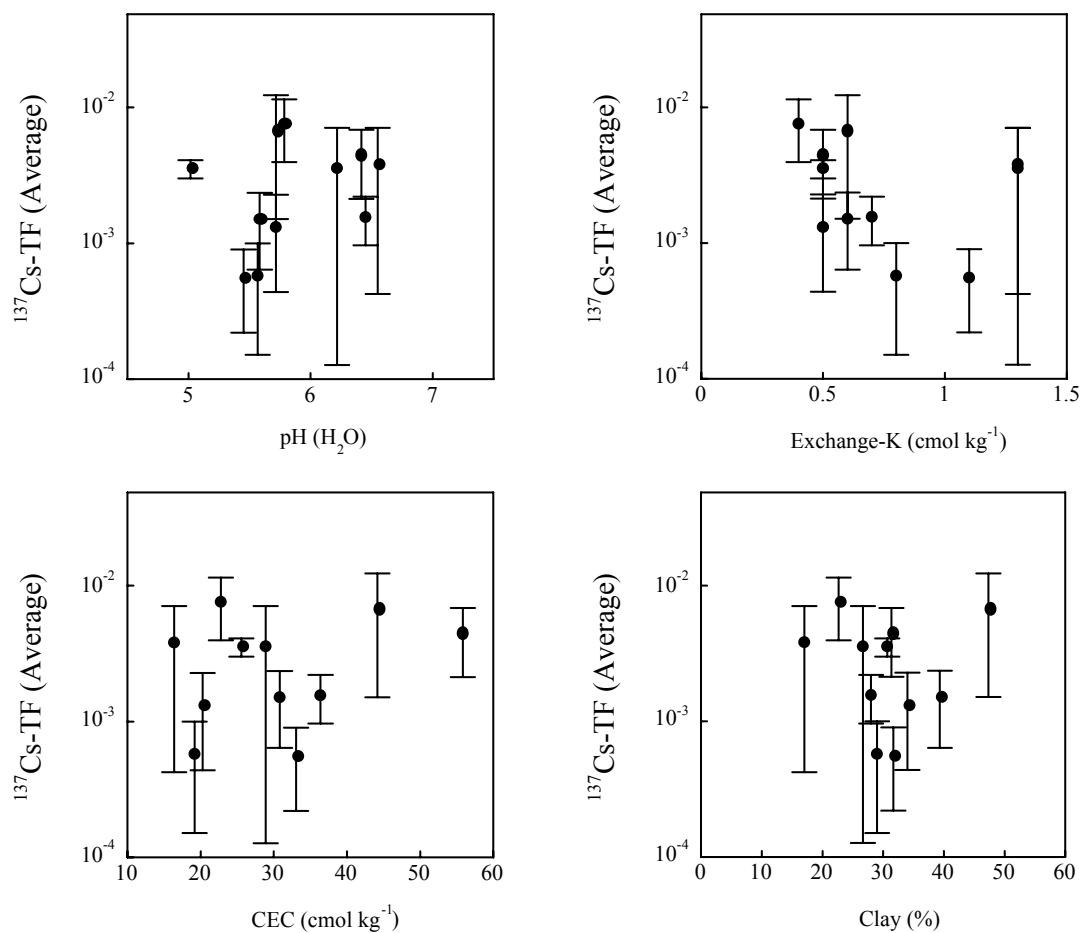 ¹³⁷Cs-TF (Average)
10⁻²
10⁻³
10⁻⁴
5 6 7
pH (H₂O)
¹³⁷Cs-TF (Average)
10⁻²
10⁻³
10⁻⁴
0 0.5 1 1.5
Exchange-K (cmol kg⁻¹)
¹³⁷Cs-TF (Average)
10⁻²
10⁻³
10⁻⁴
10 20 30 40 50 60
CEC (cmol kg⁻¹)
¹³⁷Cs-TF (Average)
10⁻²
10⁻³
10⁻⁴
0 10 20 30 40 50 60
Clay (%)